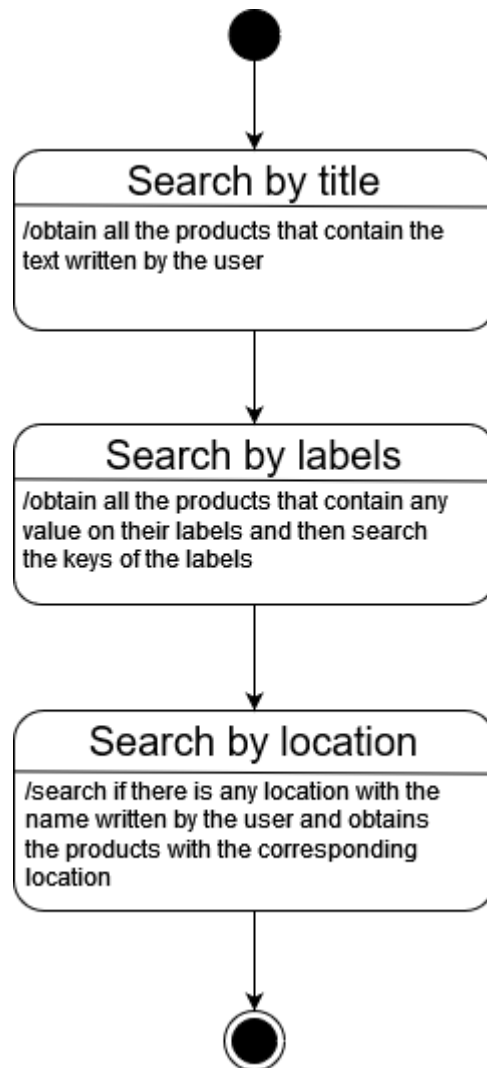 Search by title
/obtain all the products that contain the
text written by the user
Search by labels
/obtain all the products that contain any
value on their labels and then search
the keys of the labels
Search by location
/search if there is any location with the
name written by the user and obtains
the products with the corresponding
location